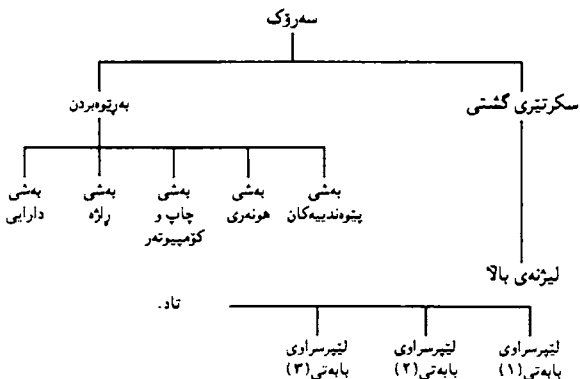 سەرۆک
سکرتێری گشتی
بەڕێوەبردن
بەشی پێوەندییەکان
بەشی هونەری
بەشی چاپ و کۆمپیوتەر
بەشی ڕاژە
بەشی دارایی
لیژنەی باڵا
لێپرسراوی بابەتی(١)
لێپرسراوی بابەتی(٢)
لێپرسراوی بابەتی(٣)
تاد.